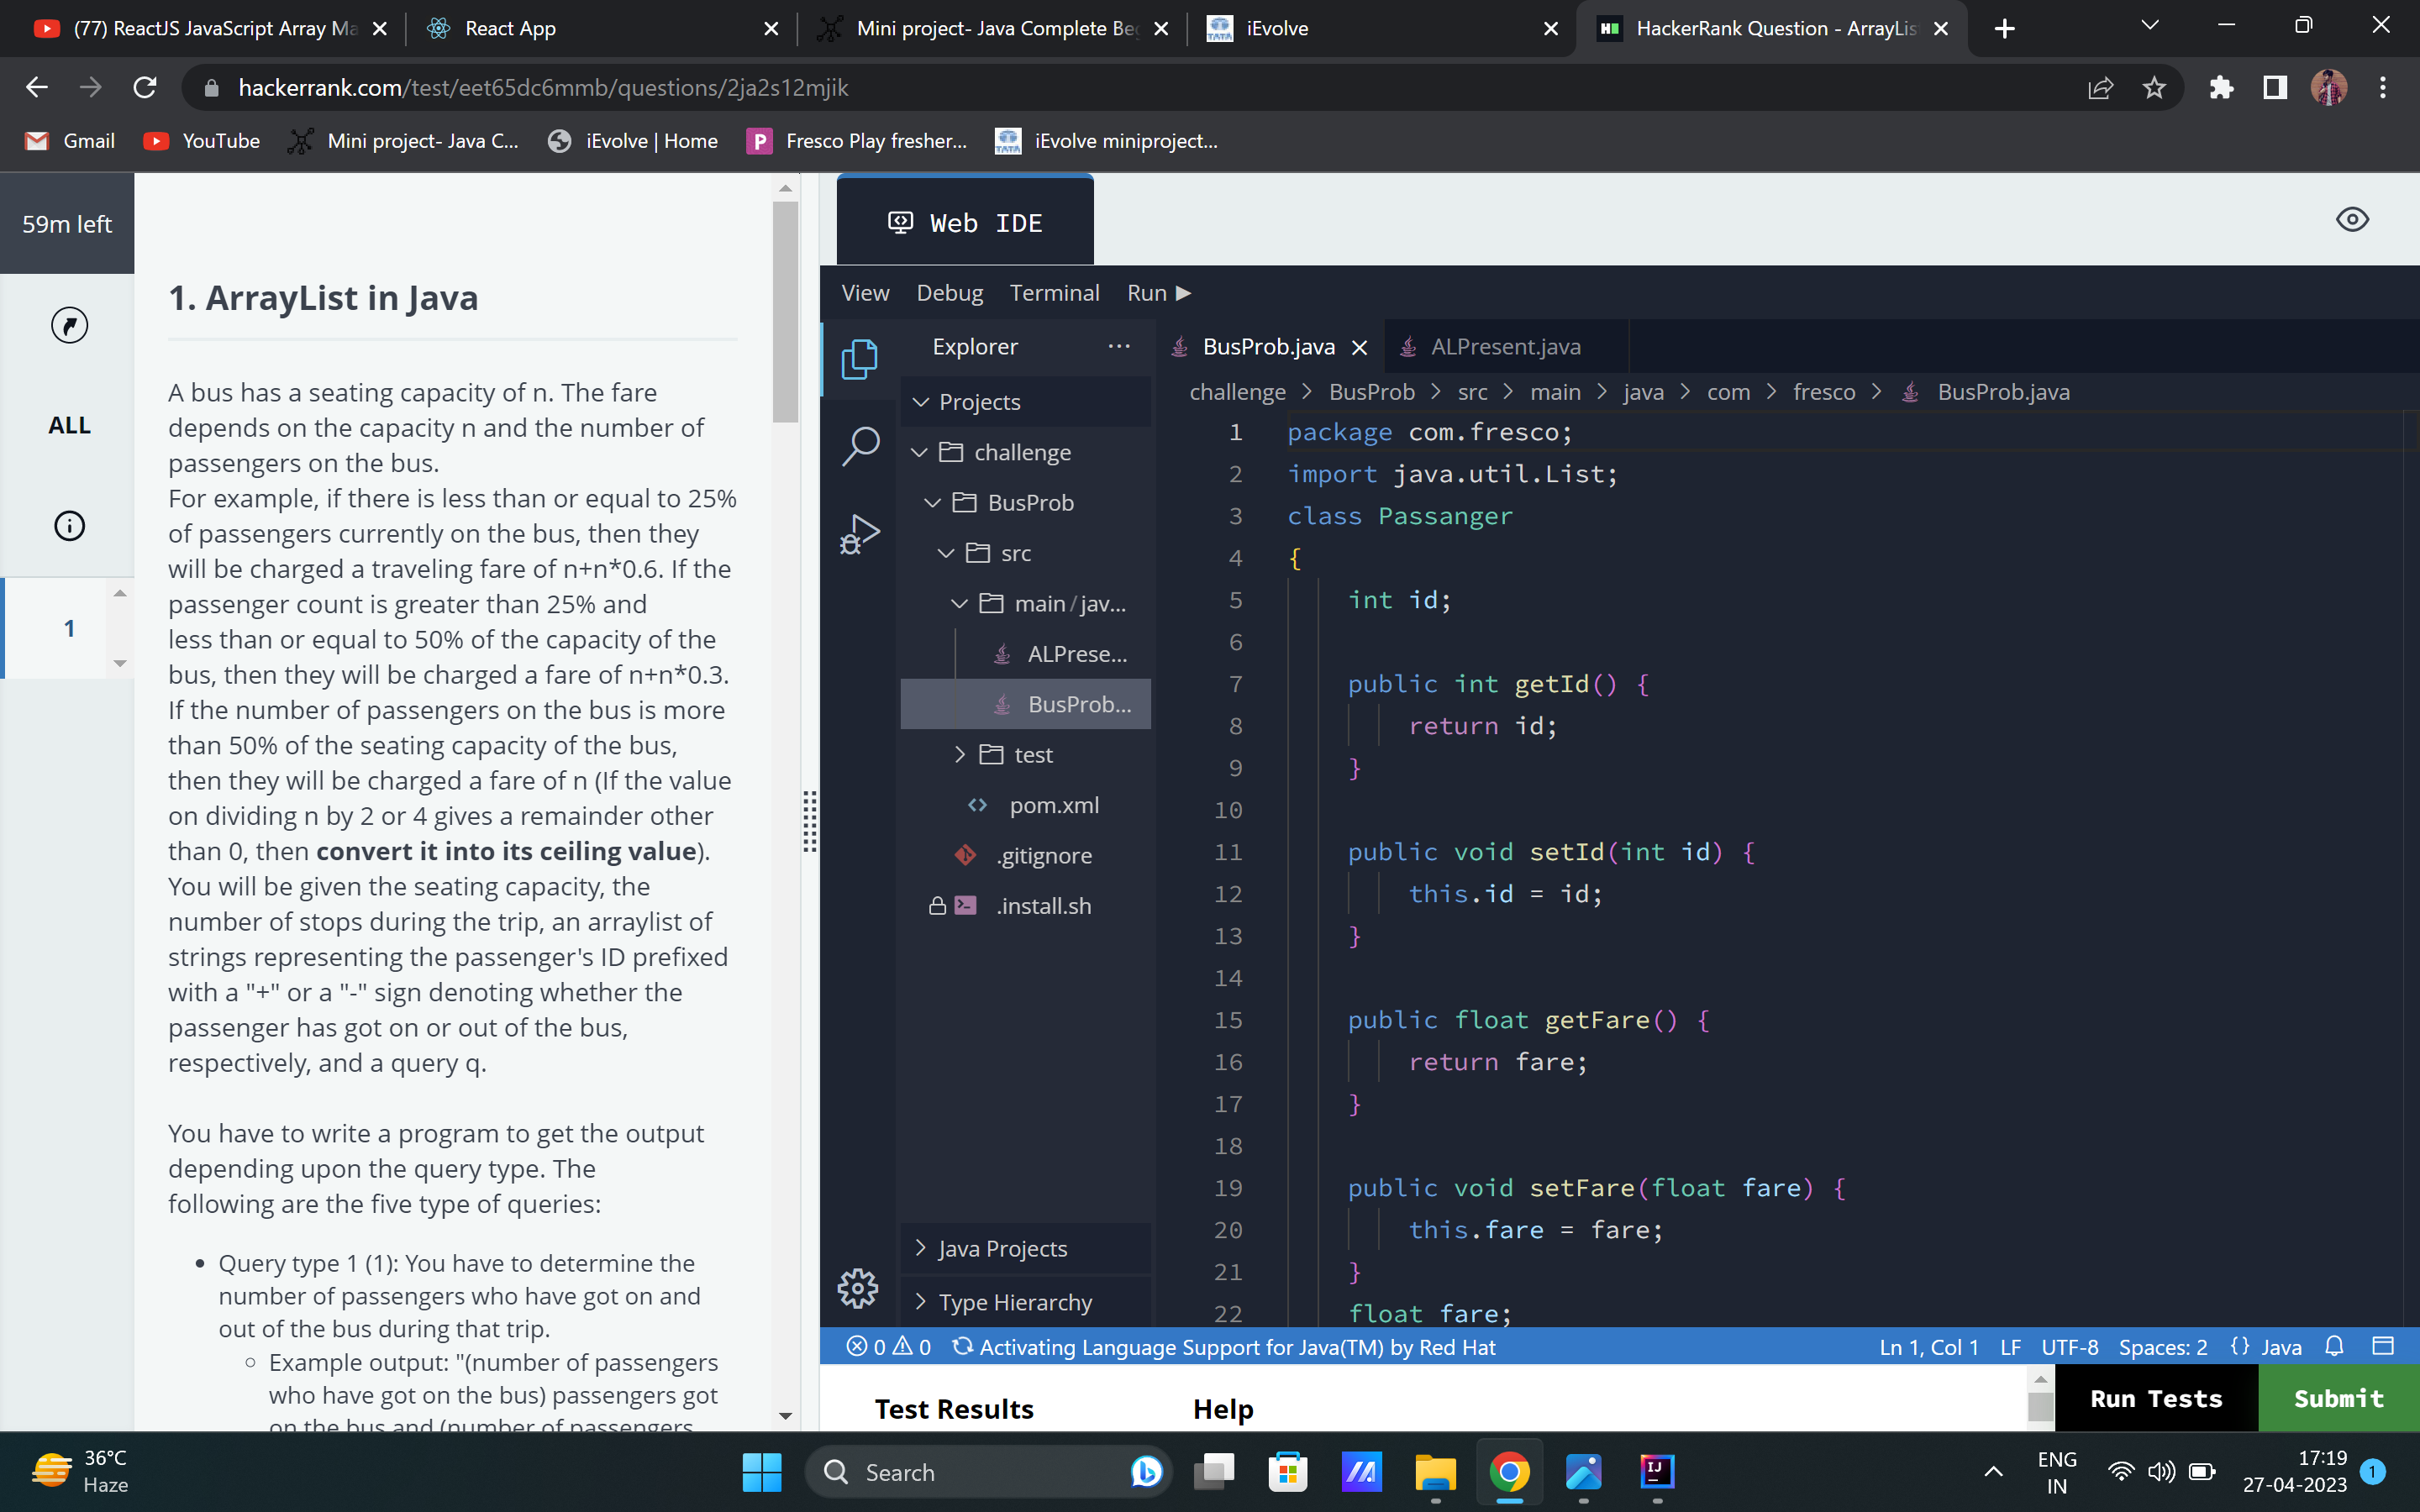 (77) ReactJS JavaScript Array Ma
React App
Mini project- Java Complete Be
iEvolve
HackerRank Question - ArrayLis
hackerrank.com/test/eet65dc6mmb/questions/2ja2s12mjik
Gmail
YouTube
Mini project- Java C...
iEvolve | Home
Fresco Play fresher...
iEvolve miniproject...
59m left
ALL
1
1. ArrayList in Java
A bus has a seating capacity of n. The fare
depends on the capacity n and the number of
passengers on the bus.
For example, if there is less than or equal to 25%
of passengers currently on the bus, then they
will be charged a traveling fare of n+n*0.6. If the
passenger count is greater than 25% and
less than or equal to 50% of the capacity of the
bus, then they will be charged a fare of n+n*0.3.
If the number of passengers on the bus is more
than 50% of the seating capacity of the bus,
then they will be charged a fare of n (If the value
on dividing n by 2 or 4 gives a remainder other
than 0, then convert it into its ceiling value).
You will be given the seating capacity, the
number of stops during the trip, an arraylist of
strings representing the passenger's ID prefixed
with a "+" or a "-" sign denoting whether the
passenger has got on or out of the bus,
respectively, and a query q.
You have to write a program to get the output
depending upon the query type. The
following are the five type of queries:
• Query type 1 (1): You have to determine the
number of passengers who have got on and
out of the bus during that trip.
○ Example output: "(number of passengers
who have got on the bus) passengers got
on the bus and (number of passengers
Web IDE
View Debug Terminal Run
Explorer ...
Projects
challenge
BusProb
src
main/jav...
ALPrese...
BusProb...
test
pom.xml
.gitignore
.install.sh
Java Projects
Type Hierarchy
BusProb.java
ALPresent.java
challenge > BusProb > src > main > java > com > fresco > BusProb.java
1 package com.fresco;
2 import java.util.List;
3 class Passanger
4 {
5 int id;
6
7 public int getId() {
8 return id;
9 }
10
11 public void setId(int id) {
12 this.id = id;
13 }
14
15 public float getFare() {
16 return fare;
17 }
18
19 public void setFare(float fare) {
20 this.fare = fare;
21 }
22 float fare;
0 0 Activating Language Support for Java(TM) by Red Hat
Ln 1, Col 1 LF UTF-8 Spaces: 2 {} Java
Test Results
Help
Run Tests
Submit
36°C
Haze
Search
ENG
IN
17:19
27-04-2023
1